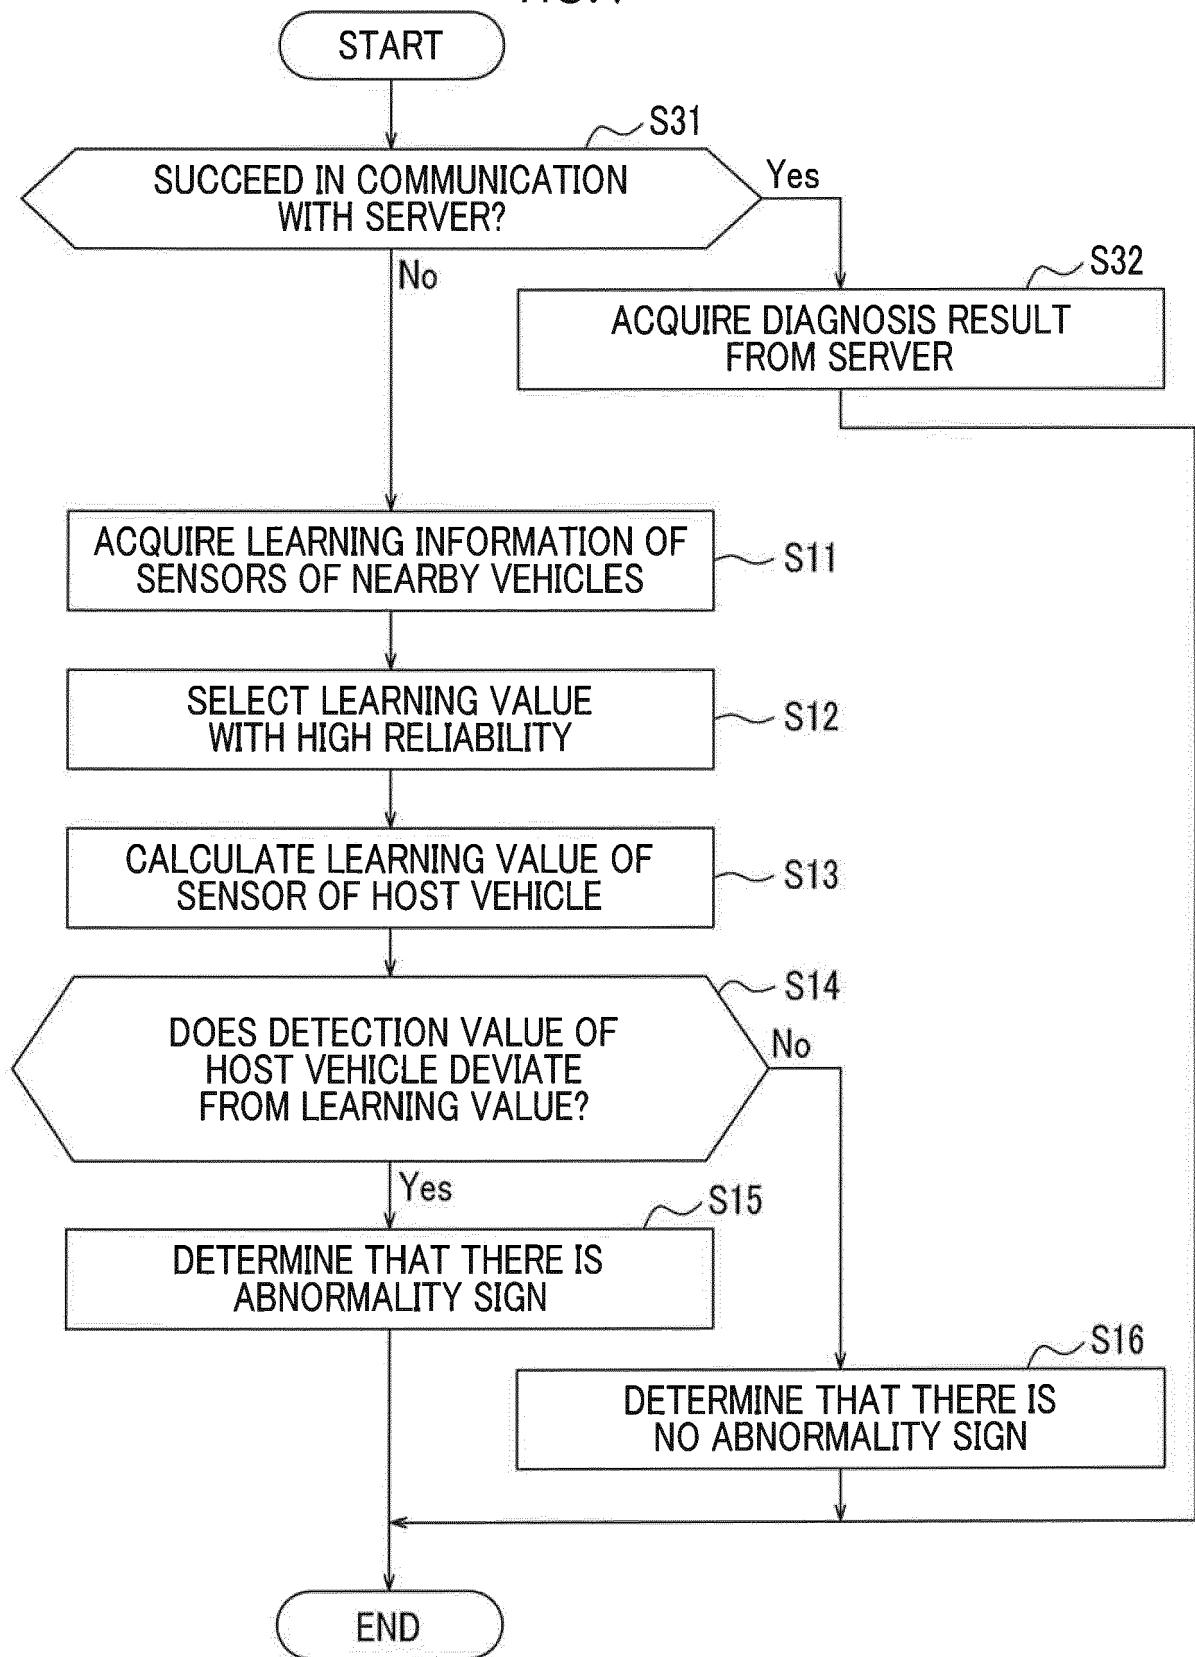 START
S31
SUCCEED IN COMMUNICATION
WITH SERVER?
Yes
No
S32
ACQUIRE DIAGNOSIS RESULT
FROM SERVER
ACQUIRE LEARNING INFORMATION OF
SENSORS OF NEARBY VEHICLES
S11
SELECT LEARNING VALUE
WITH HIGH RELIABILITY
S12
CALCULATE LEARNING VALUE OF
SENSOR OF HOST VEHICLE
S13
S14
DOES DETECTION VALUE OF
HOST VEHICLE DEVIATE
FROM LEARNING VALUE?
No
Yes
S15
DETERMINE THAT THERE IS
ABNORMALITY SIGN
S16
DETERMINE THAT THERE IS
NO ABNORMALITY SIGN
END